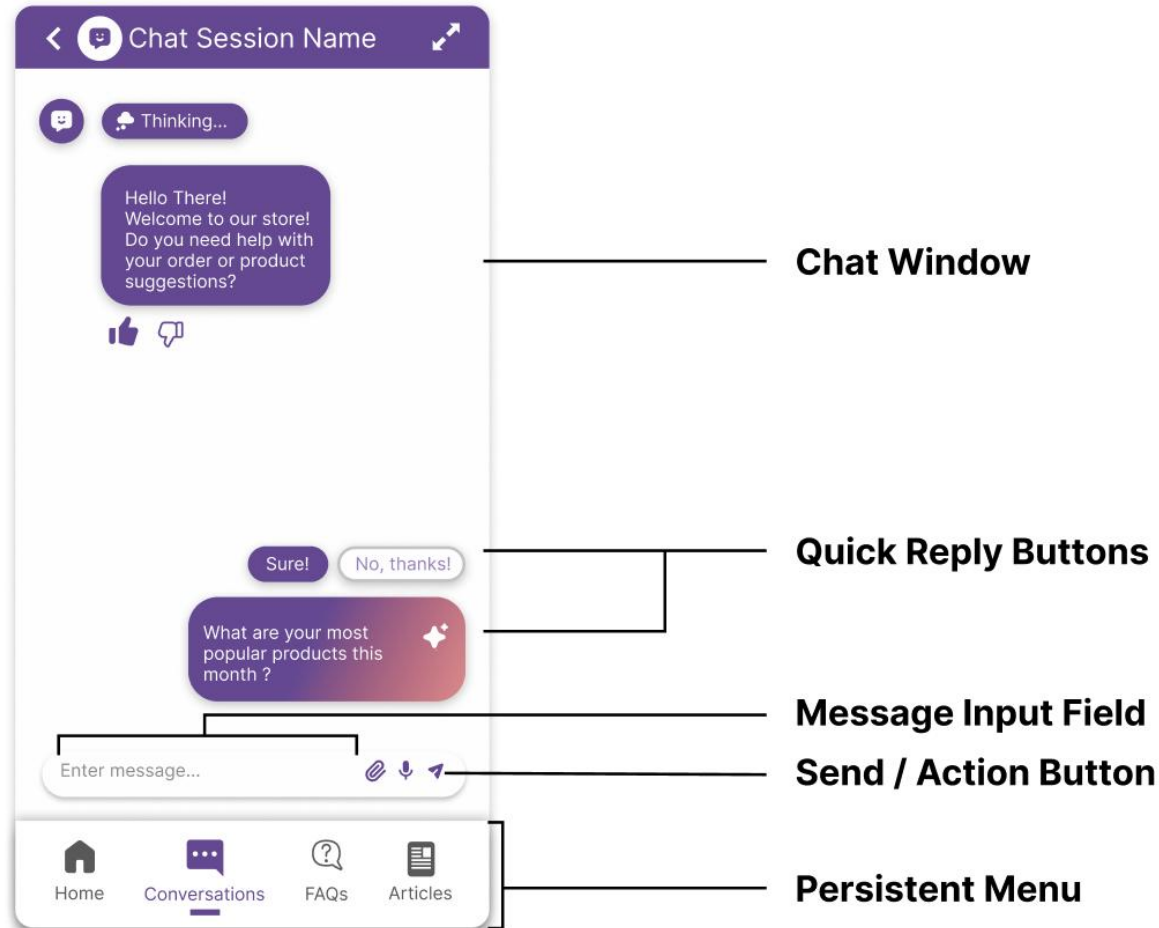 Chat Session Name
Thinking...
Hello There!
Welcome to our store!
Do you need help with
your order or product
suggestions?
Chat Window
Sure!
No, thanks!
Quick Reply Buttons
What are your most
popular products this
month ?
Message Input Field
Enter message...
Send / Action Button
Home
Conversations
FAQs
Articles
Persistent Menu